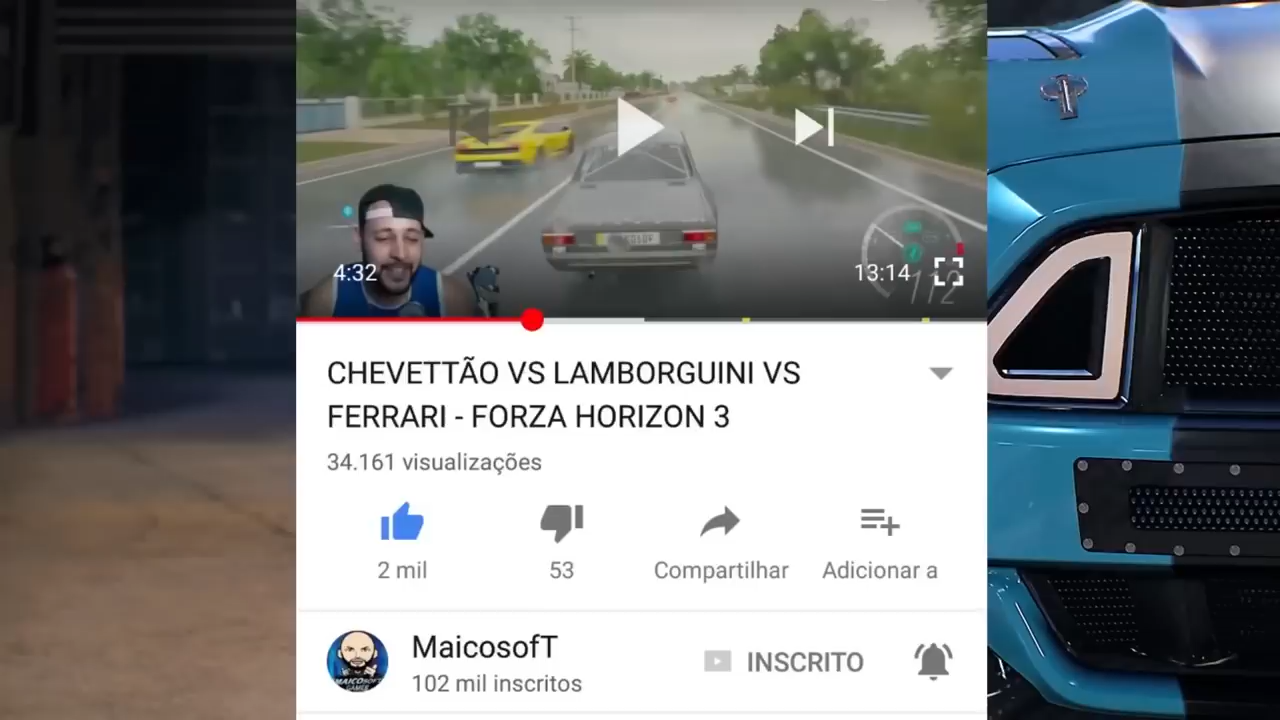 4:32
13:14
112
CHEVETTÃO VS LAMBORGUINI VS
FERRARI - FORZA HORIZON 3
34.161 visualizações
2 mil
53
Compartilhar
Adicionar a
MaicosofT
102 mil inscritos
INSCRITO